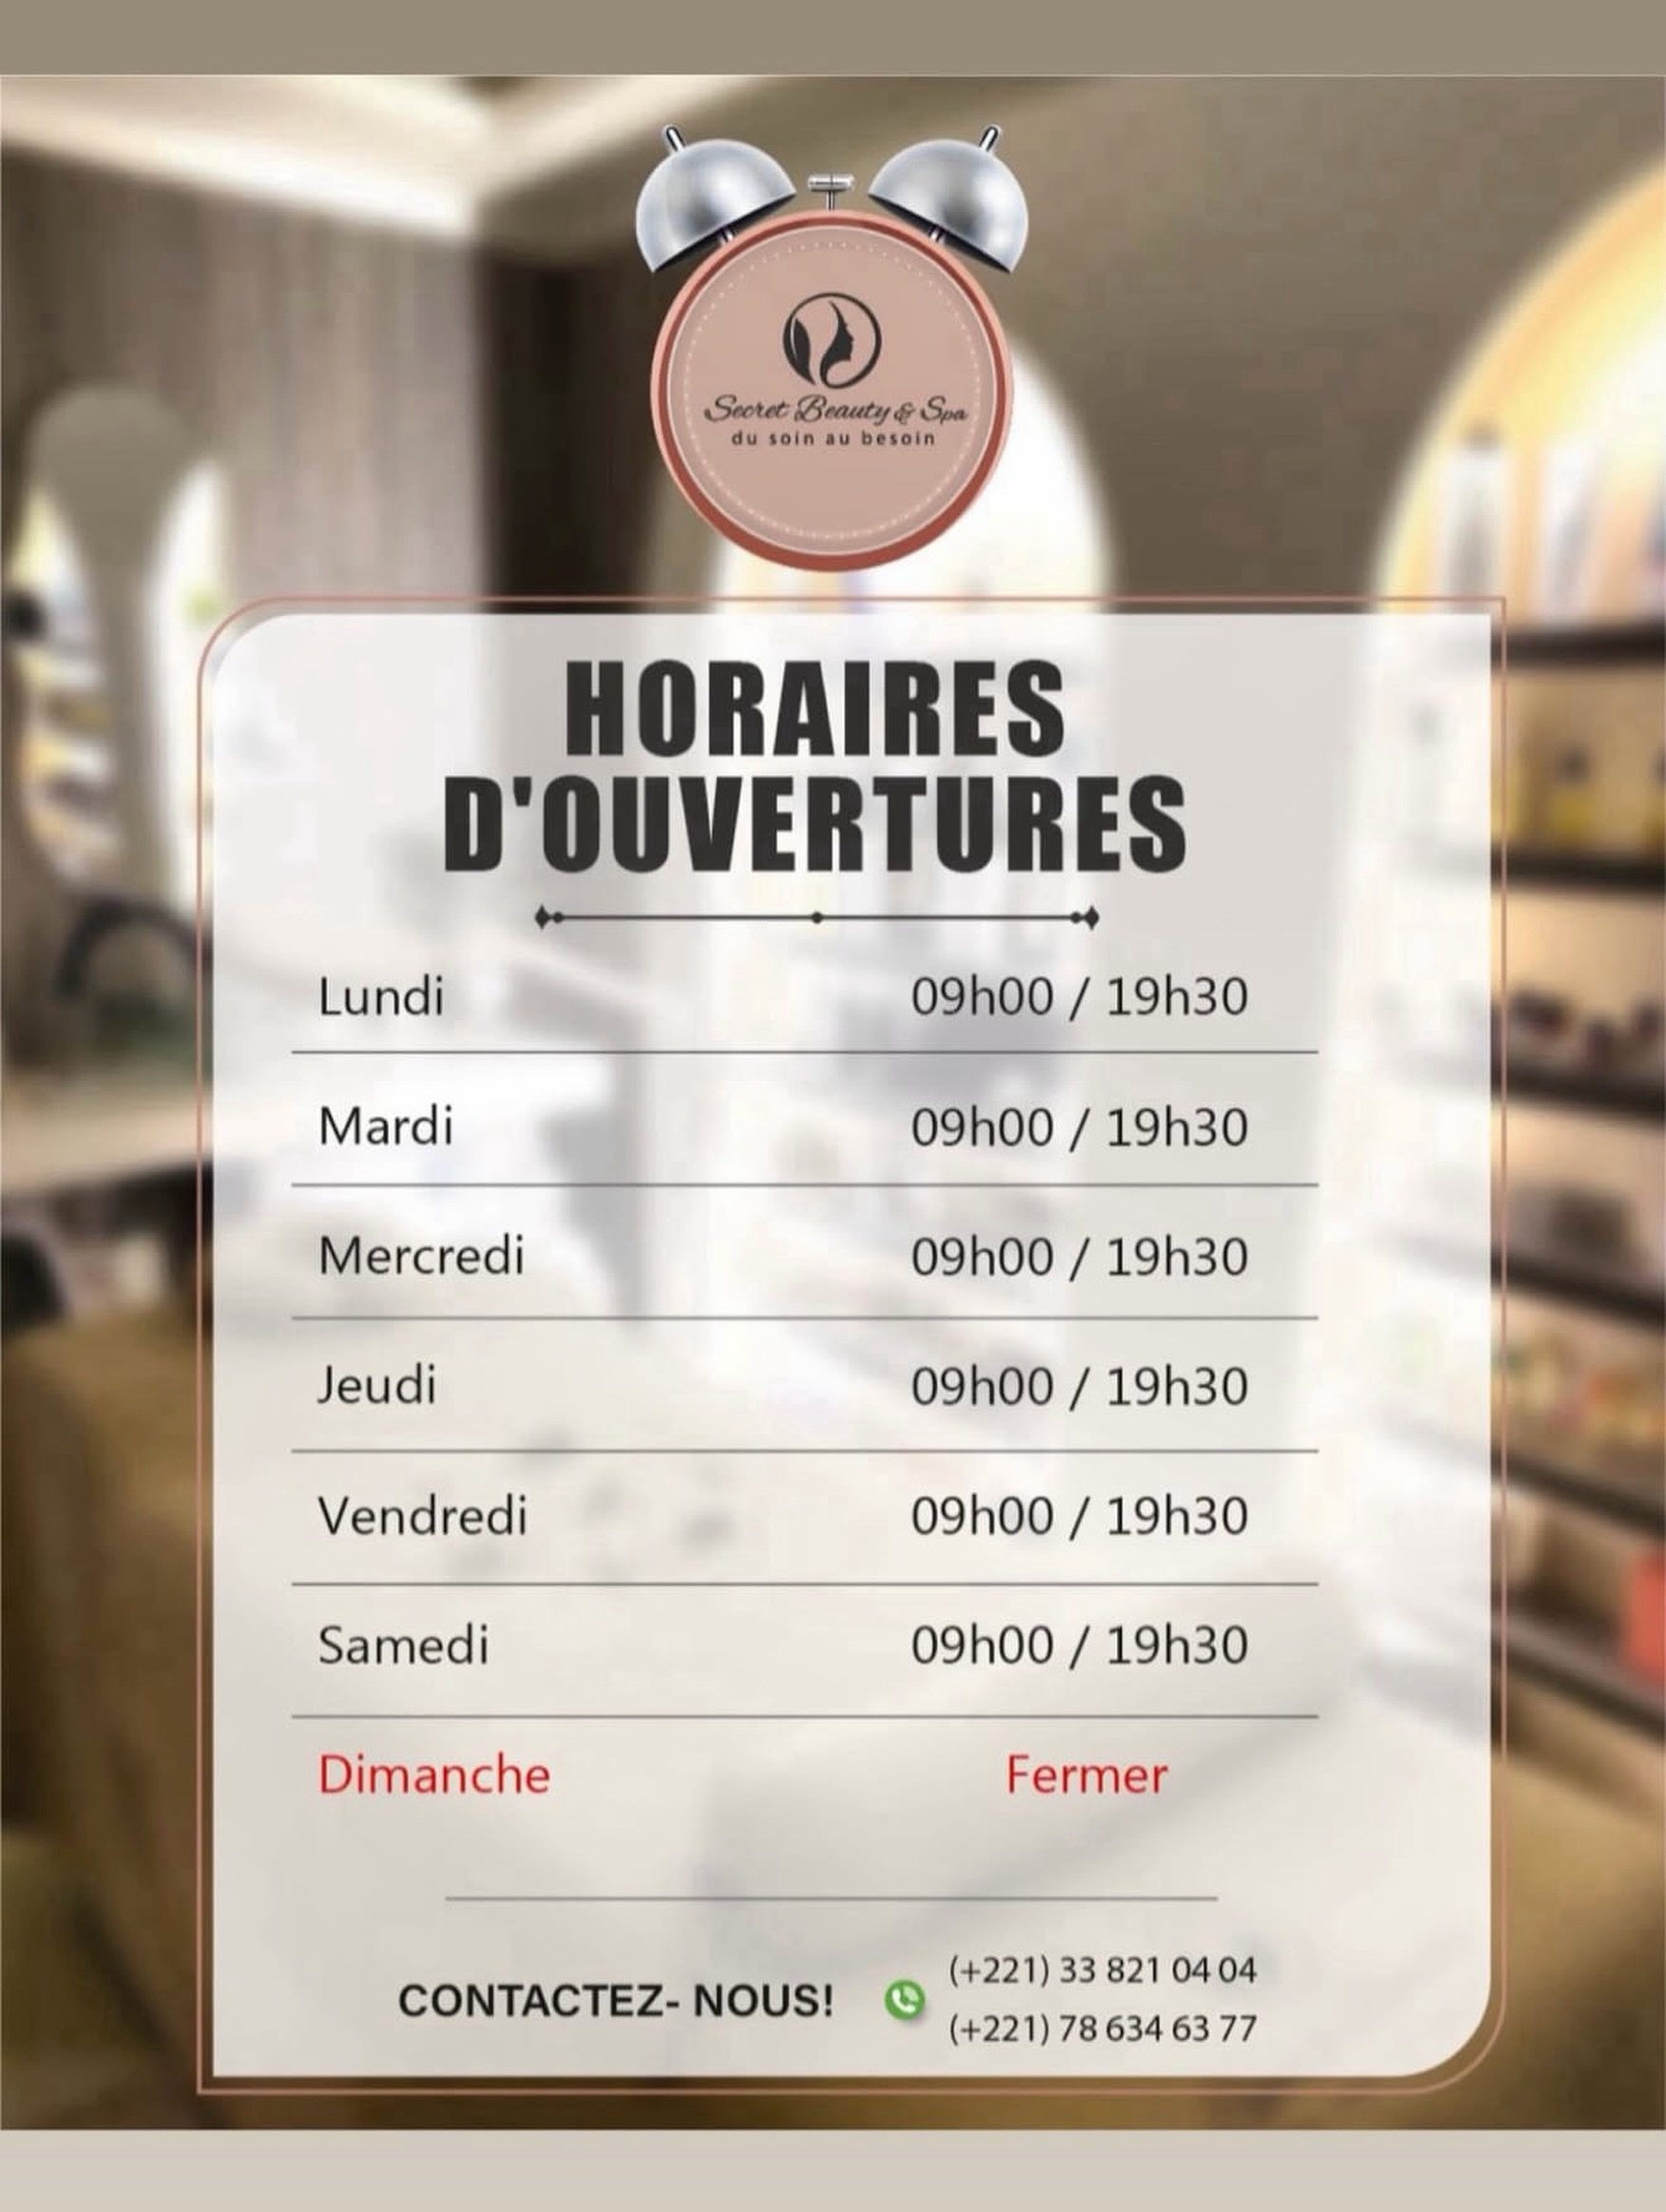 Secret Beauty & Spa
du soin au besoin
HORAIRES
D'OUVERTURES
Lundi 09h00 / 19h30
Mardi 09h00 / 19h30
Mercredi 09h00 / 19h30
Jeudi 09h00 / 19h30
Vendredi 09h00 / 19h30
Samedi 09h00 / 19h30
Dimanche Fermer
CONTACTEZ- NOUS!
(+221) 33 821 04 04
(+221) 78 634 63 77